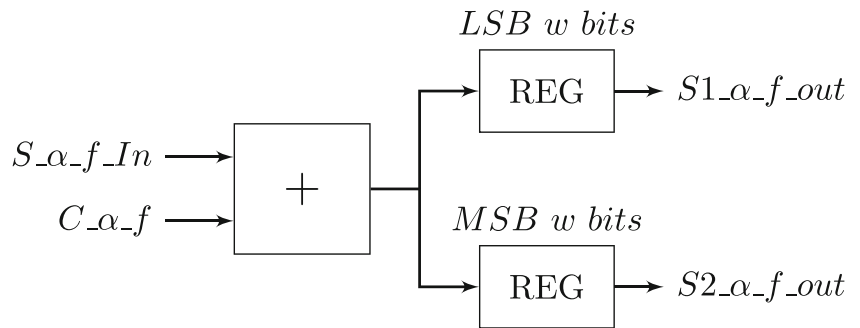 LSB w bits
REG
S1_α_f_out
S_α_f_In
C_α_f
+
MSB w bits
REG
S2_α_f_out